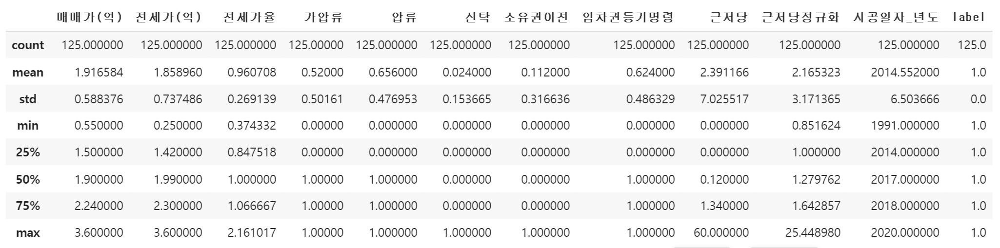 매매가(억) 전세가(억) 전세가율 가압류 압류 신탁 소유권이전 임차권등기명령 근저당 근저당정규화 시공일자_년도 label
count 125.000000 125.000000 125.000000 125.00000 125.000000 125.000000 125.000000 125.000000 125.000000 125.000000 125.000000 125.0
mean 1.916584 1.858960 0.960708 0.52000 0.656000 0.024000 0.112000 0.624000 2.391166 2.165323 2014.552000 1.0
std 0.588376 0.737486 0.269139 0.50161 0.476953 0.153665 0.316636 0.486329 7.025517 3.171365 6.503666 0.0
min 0.550000 0.250000 0.374332 0.00000 0.000000 0.000000 0.000000 0.000000 0.000000 0.851624 1991.000000 1.0
25% 1.500000 1.420000 0.847518 0.00000 0.000000 0.000000 0.000000 0.000000 0.000000 1.000000 2014.000000 1.0
50% 1.900000 1.990000 1.000000 1.00000 1.000000 0.000000 0.000000 1.000000 0.120000 1.279762 2017.000000 1.0
75% 2.240000 2.300000 1.066667 1.00000 1.000000 0.000000 0.000000 1.000000 1.340000 1.642857 2018.000000 1.0
max 3.600000 3.600000 2.161017 1.00000 1.000000 1.000000 1.000000 1.000000 60.000000 25.448980 2020.000000 1.0